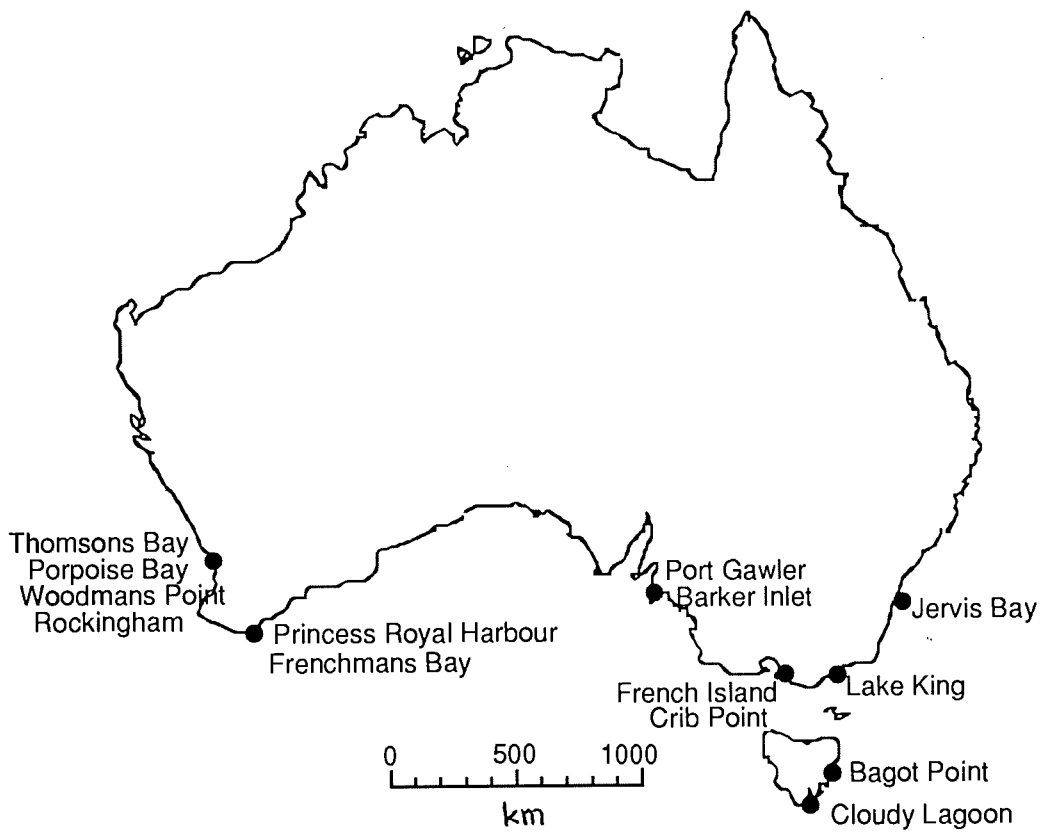 Thomsons Bay
Porpoise Bay
Woodmans Point
Rockingham
Princess Royal Harbour
Frenchmans Bay
Port Gawler
Barker Inlet
Jervis Bay
French Island
Crib Point
Lake King
0 500 1000
km
Bagot Point
Cloudy Lagoon